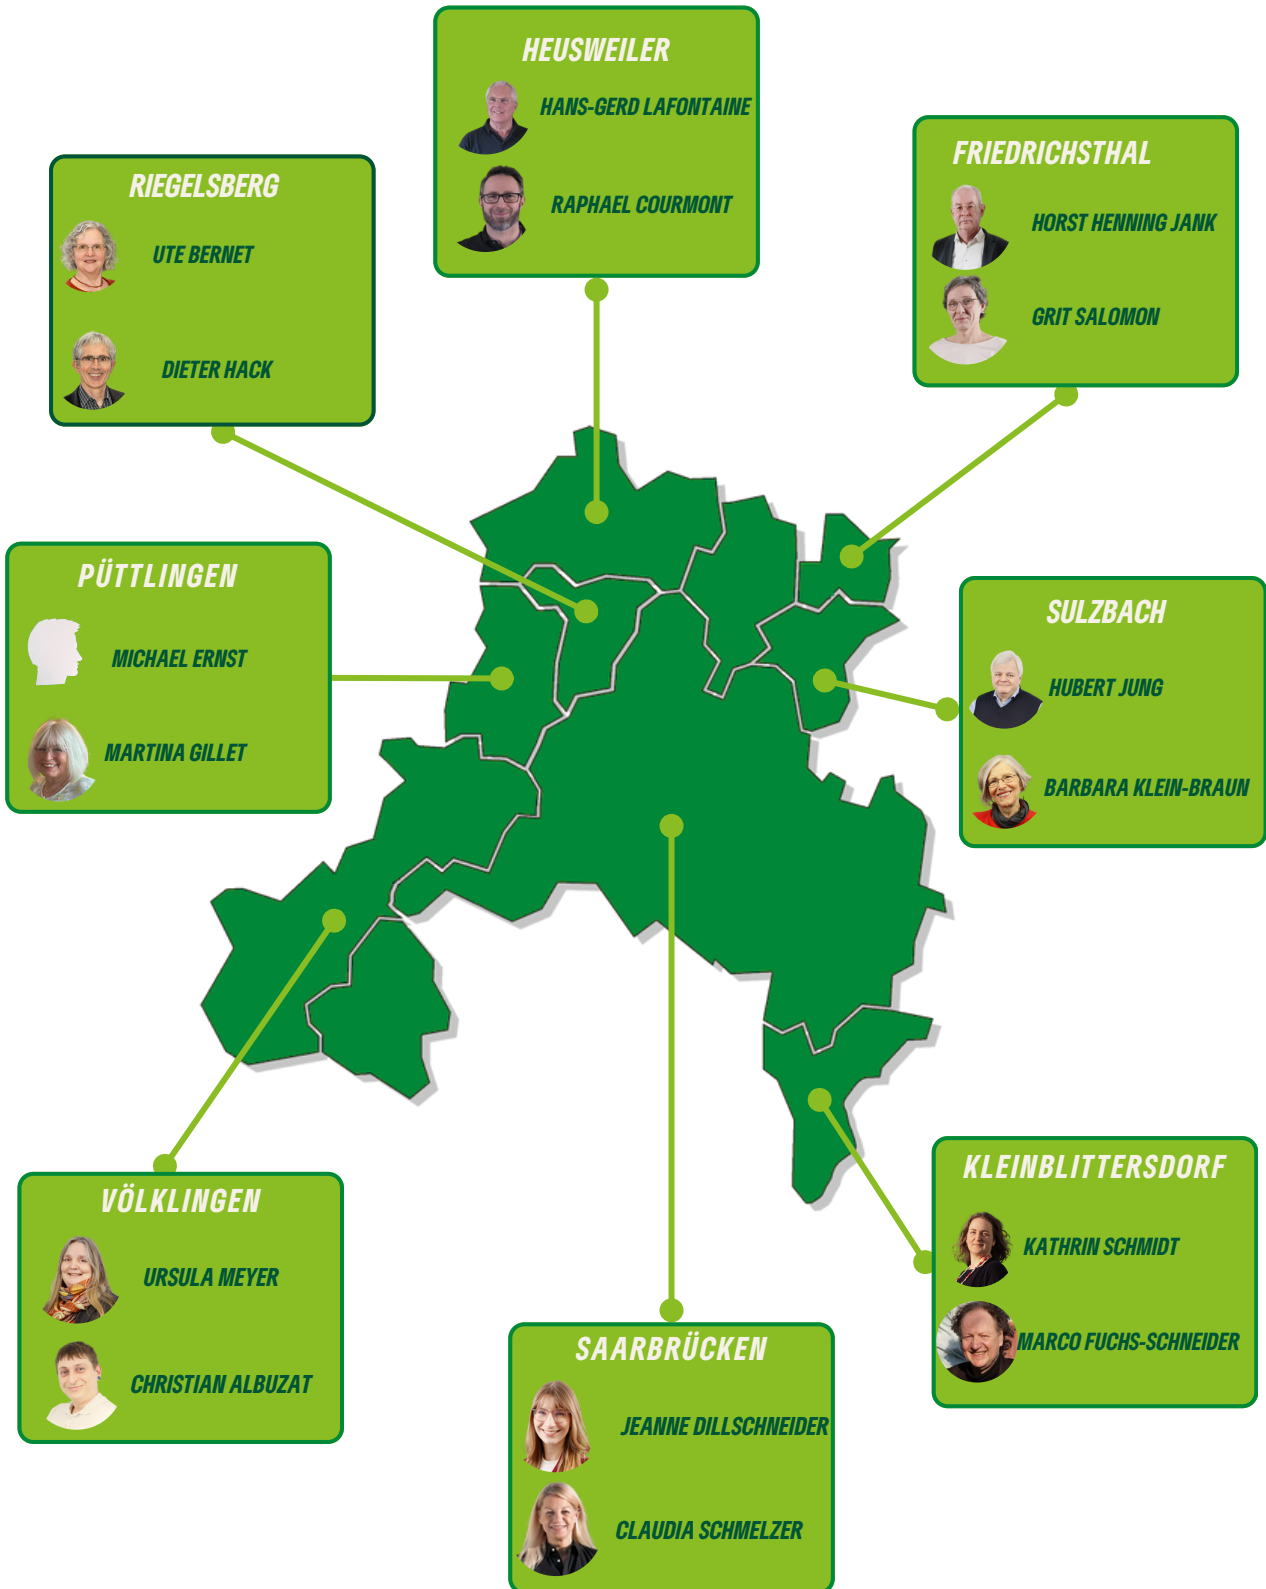 HEUSWEILER
HANS-GERD LAFONTAINE
RAPHAEL COURMONT
FRIEDRICHSTHAL
HORST HENNING JANK
GRIT SALOMON
RIEGELSBERG
UTE BERNET
DIETER HACK
PÜTTLINGEN
MICHAEL ERNST
MARTINA GILLET
SULZBACH
HUBERT JUNG
BARBARA KLEIN-BRAUN
VÖLKLINGEN
URSULA MEYER
CHRISTIAN ALBUZAT
SAARBRÜCKEN
JEANNE DILLSCHNEIDER
CLAUDIA SCHMELZER
KLEINBLITTERSDORF
KATHRIN SCHMIDT
MARCO FUCHS-SCHNEIDER